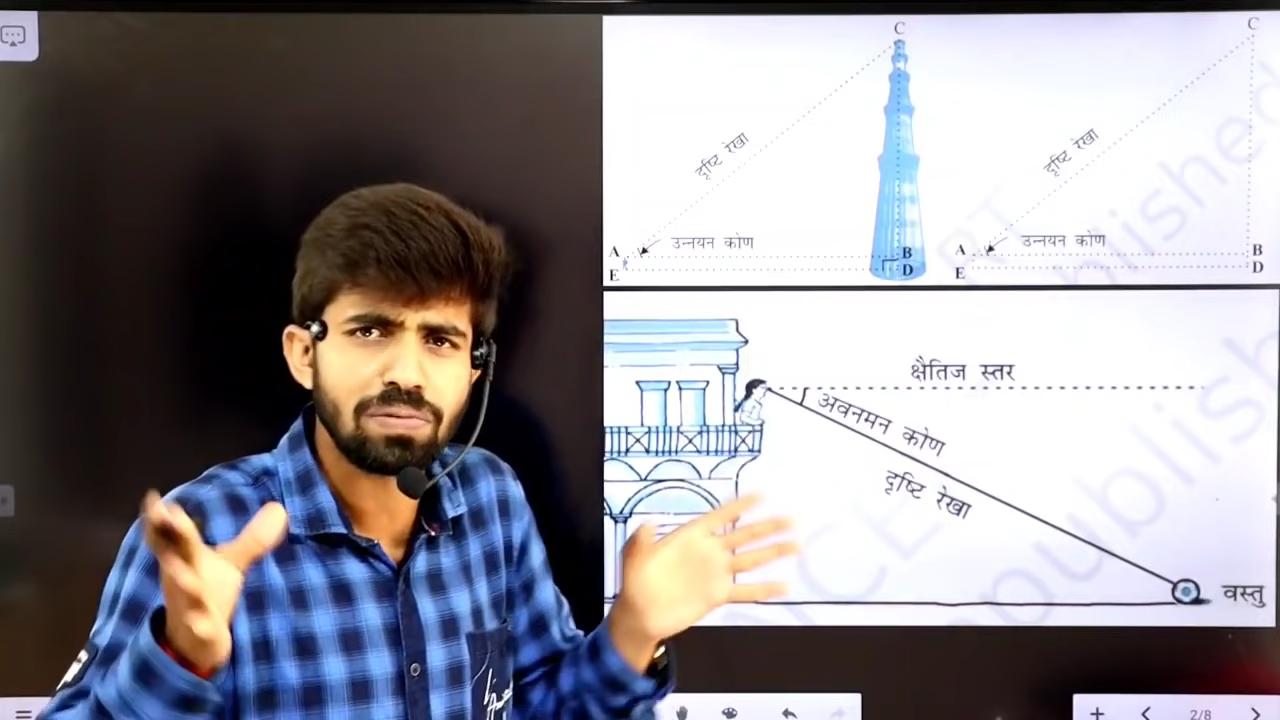 C
C
दृष्टि रेखा
दृष्टि रेखा
A
उन्नयन कोण
B
E
D
A
उन्नयन कोण
B
E
D
क्षैतिज स्तर
अवनमन कोण
दृष्टि रेखा
वस्तु
2/8